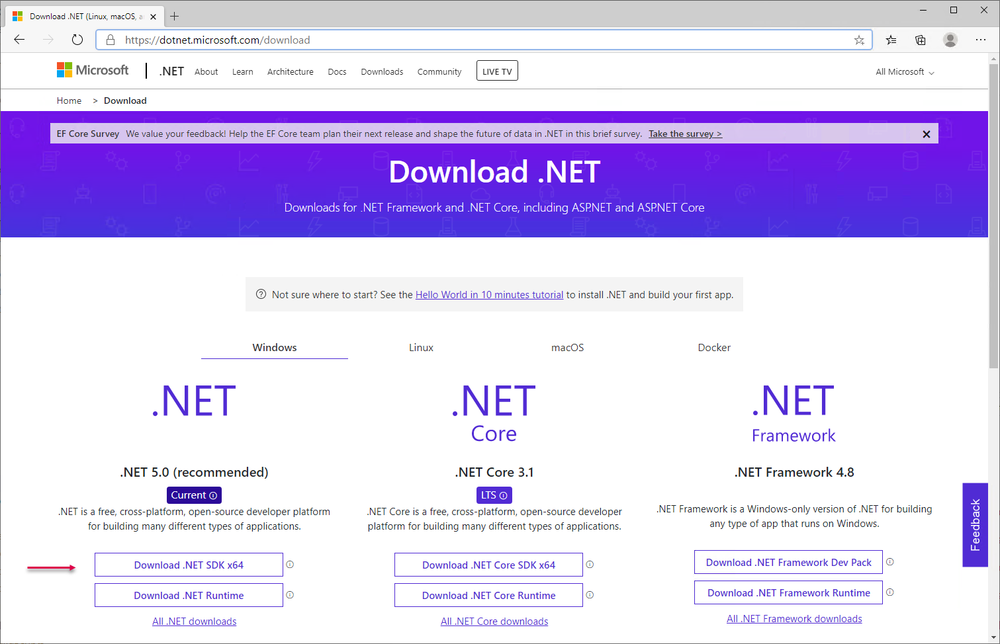 Download .NET (Linux, macOS, a
https://dotnet.microsoft.com/download
Microsoft
.NET About Learn Architecture Docs Downloads Community LIVE TV All Microsoft
Home > Download
EF Core Survey We value your feedback! Help the EF Core team plan their next release and shape the future of data in .NET in this brief survey. Take the survey >
Download .NET
Downloads for .NET Framework and .NET Core, including ASP.NET and ASP.NET Core
Not sure where to start? See the Hello World in 10 minutes tutorial to install .NET and build your first app.
Windows Linux macOS Docker
.NET
.NET 5.0 (recommended)
Current
.NET is a free, cross-platform, open-source developer platform
for building many different types of applications.
Download .NET SDK x64
Download .NET Runtime
All .NET downloads
.NET
Core
.NET Core 3.1
LTS
.NET Core is a free, cross-platform, open-source developer
platform for building many different types of applications.
Download .NET Core SDK x64
Download .NET Core Runtime
All .NET Core downloads
.NET
Framework
.NET Framework 4.8
.NET Framework is a Windows-only version of .NET for building
any type of app that runs on Windows.
Download .NET Framework Dev Pack
Download .NET Framework Runtime
All .NET Framework downloads
Feedback